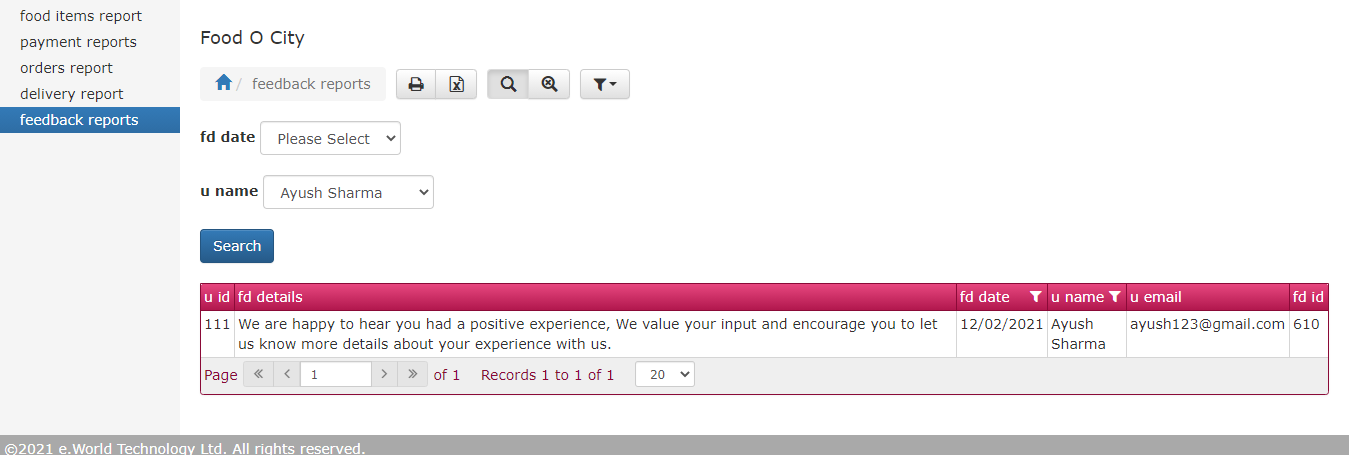 food items report
payment reports
orders report
delivery report
feedback reports
Food O City
/ feedback reports
fd date Please Select
u name Ayush Sharma
Search
u id fd details fd date u name u email fd id
111 We are happy to hear you had a positive experience, We value your input and encourage you to let 12/02/2021 Ayush ayush123@gmail.com 610
us know more details about your experience with us. Sharma
Page 1 of 1 Records 1 to 1 of 1 20
©2021 e.World Technology Ltd. All rights reserved.